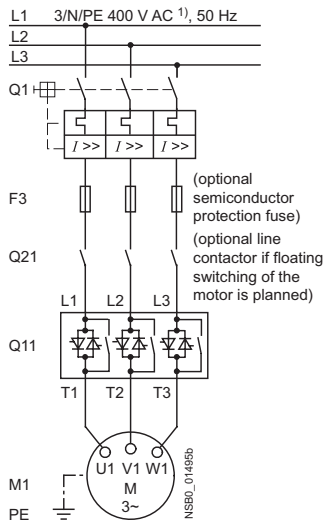 L1 3/N/PE 400 V AC 1), 50 Hz
L2
L3
Q1
I >> I >> I >>
F3
(optional
semiconductor
protection fuse)
Q21
(optional line
contactor if floating
switching of the
motor is planned)
L1 L2 L3
Q11
T1 T2 T3
U1 V1 W1
M1
M
3~
PE
NSB0_01495b